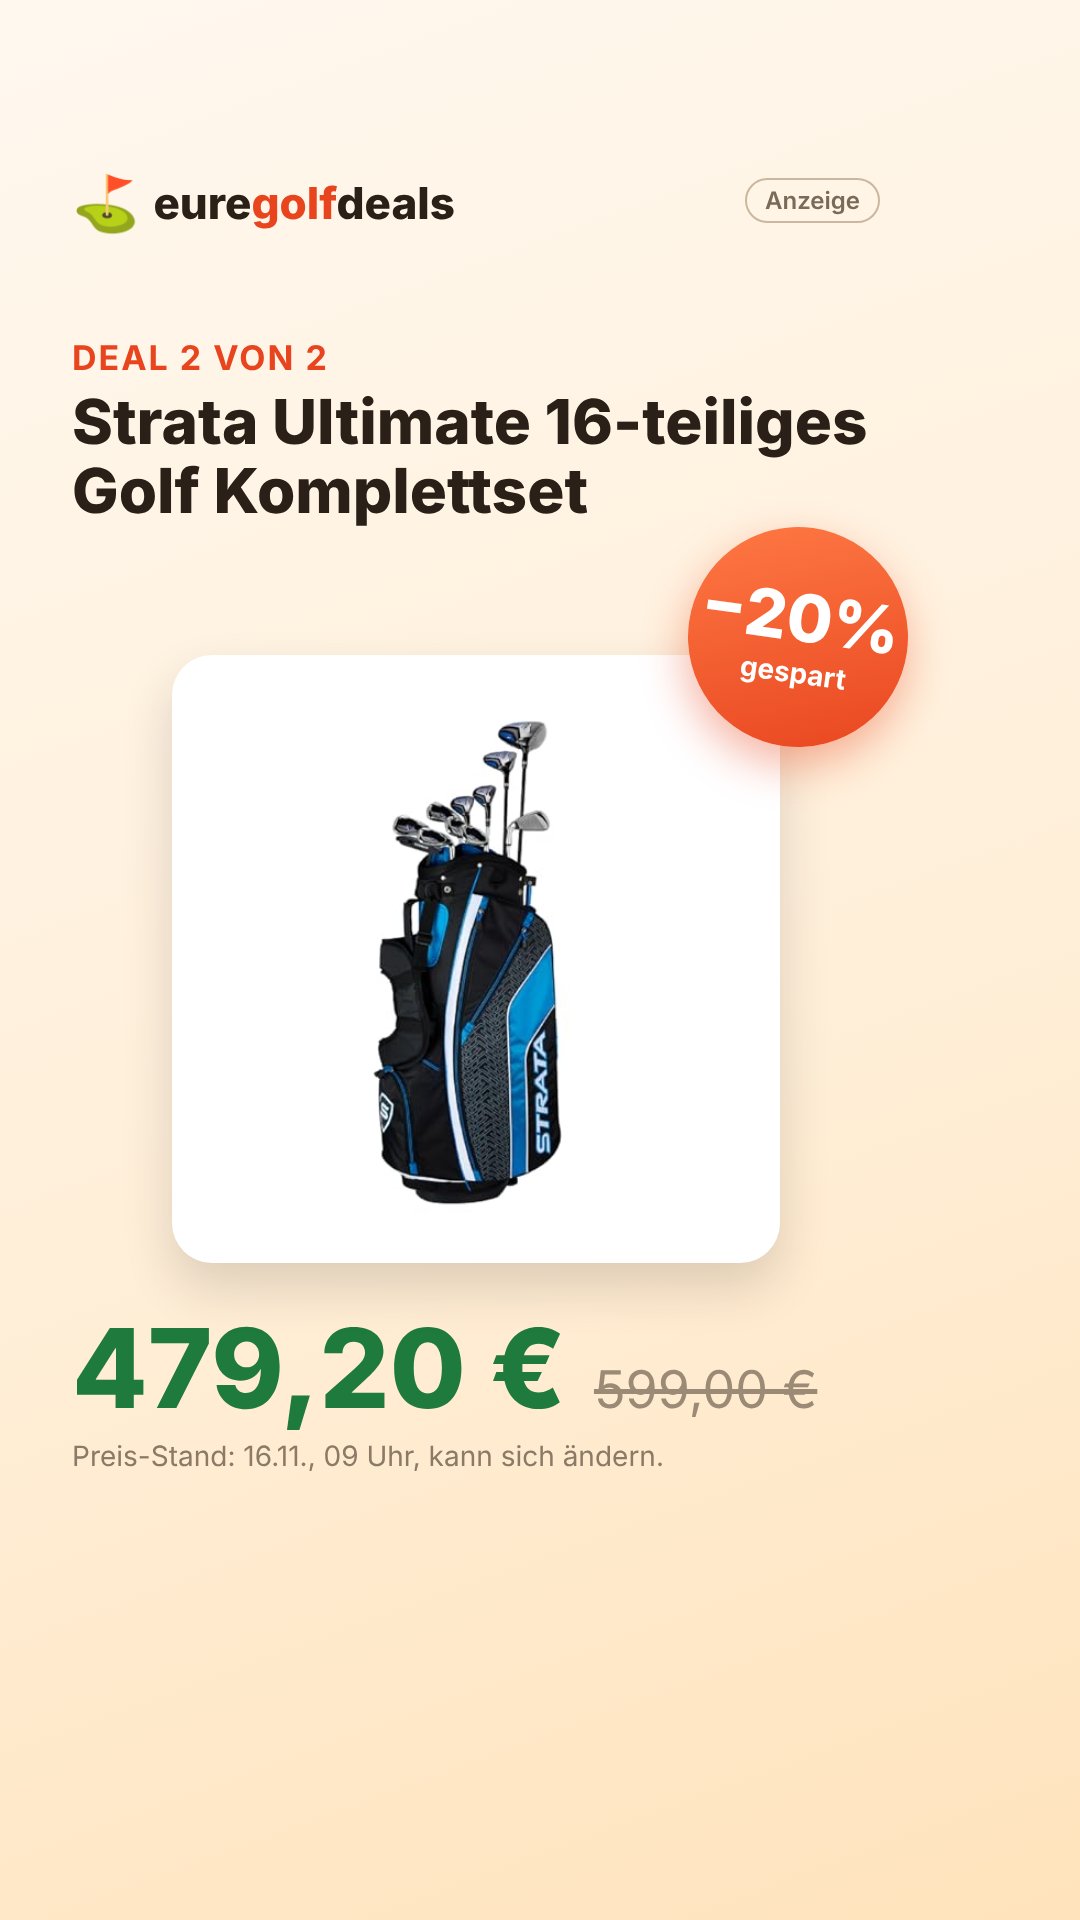 euregolfdeals
Anzeige
DEAL 2 VON 2
Strata Ultimate 16-teiliges
Golf Komplettset
−20%
gespart
STRATA
S
479,20 €
599,00 €
Preis-Stand: 16.11., 09 Uhr, kann sich ändern.